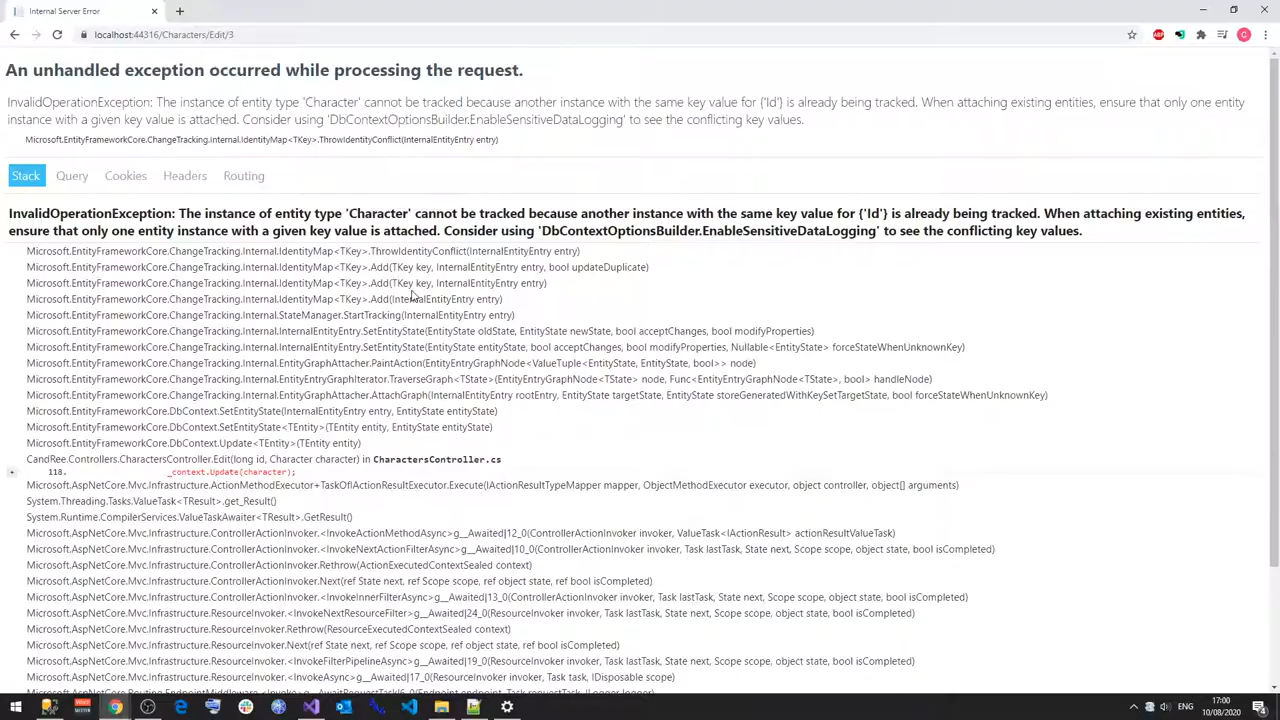 Internal Server Error
localhost:44316/Characters/Edit/3
An unhandled exception occurred while processing the request.
InvalidOperationException: The instance of entity type 'Character' cannot be tracked because another instance with the same key value for {'Id'} is already being tracked. When attaching existing entities, ensure that only one entity
instance with a given key value is attached. Consider using 'DbContextOptionsBuilder.EnableSensitiveDataLogging' to see the conflicting key values.
Microsoft.EntityFrameworkCore.ChangeTracking.Internal.IdentityMap<TKey>.ThrowIdentityConflict(InternalEntityEntry entry)
Stack Query Cookies Headers Routing
InvalidOperationException: The instance of entity type 'Character' cannot be tracked because another instance with the same key value for {'Id'} is already being tracked. When attaching existing entities,
ensure that only one entity instance with a given key value is attached. Consider using 'DbContextOptionsBuilder.EnableSensitiveDataLogging' to see the conflicting key values.
Microsoft.EntityFrameworkCore.ChangeTracking.Internal.IdentityMap<TKey>.ThrowIdentityConflict(InternalEntityEntry entry)
Microsoft.EntityFrameworkCore.ChangeTracking.Internal.IdentityMap<TKey>.Add(TKey key, InternalEntityEntry entry, bool updateDuplicate)
Microsoft.EntityFrameworkCore.ChangeTracking.Internal.IdentityMap<TKey>.Add(TKey key, InternalEntityEntry entry)
Microsoft.EntityFrameworkCore.ChangeTracking.Internal.IdentityMap<TKey>.Add(InternalEntityEntry entry)
Microsoft.EntityFrameworkCore.ChangeTracking.Internal.StateManager.StartTracking(InternalEntityEntry entry)
Microsoft.EntityFrameworkCore.ChangeTracking.Internal.InternalEntityEntry.SetEntityState(EntityState oldState, EntityState newState, bool acceptChanges, bool modifyProperties)
Microsoft.EntityFrameworkCore.ChangeTracking.Internal.InternalEntityEntry.SetEntityState(EntityState entityState, bool acceptChanges, bool modifyProperties, Nullable<EntityState> forceStateWhenUnknownKey)
Microsoft.EntityFrameworkCore.ChangeTracking.Internal.EntityGraphAttacher.PaintAction(EntityEntryGraphNode<ValueTuple<EntityState, EntityState, bool>> node)
Microsoft.EntityFrameworkCore.ChangeTracking.Internal.EntityEntryGraphIterator.TraverseGraph<TState>(EntityEntryGraphNode<TState> node, Func<EntityEntryGraphNode<TState>, bool> handleNode)
Microsoft.EntityFrameworkCore.ChangeTracking.Internal.EntityGraphAttacher.AttachGraph(InternalEntityEntry rootEntry, EntityState targetState, EntityState storeGeneratedWithKeySetTargetState, bool forceStateWhenUnknownKey)
Microsoft.EntityFrameworkCore.DbContext.SetEntityState(InternalEntityEntry entry, EntityState entityState)
Microsoft.EntityFrameworkCore.DbContext.SetEntityState<TEntity>(TEntity entity, EntityState entityState)
Microsoft.EntityFrameworkCore.DbContext.Update<TEntity>(TEntity entity)
CandRee.Controllers.CharactersController.Edit(long id, Character character) in CharactersController.cs
+ 118. _context.Update(character);
Microsoft.AspNetCore.Mvc.Infrastructure.ActionMethodExecutor+TaskOfIActionResultExecutor.Execute(IActionResultTypeMapper mapper, ObjectMethodExecutor executor, object controller, object[] arguments)
System.Threading.Tasks.ValueTask<TResult>.get_Result()
System.Runtime.CompilerServices.ValueTaskAwaiter<TResult>.GetResult()
Microsoft.AspNetCore.Mvc.Infrastructure.ControllerActionInvoker.<InvokeActionMethodAsync>g__Awaited|12_0(ControllerActionInvoker invoker, ValueTask<IActionResult> actionResultValueTask)
Microsoft.AspNetCore.Mvc.Infrastructure.ControllerActionInvoker.<InvokeNextActionFilterAsync>g__Awaited|10_0(ControllerActionInvoker invoker, Task lastTask, State next, Scope scope, object state, bool isCompleted)
Microsoft.AspNetCore.Mvc.Infrastructure.ControllerActionInvoker.Rethrow(ActionExecutedContextSealed context)
Microsoft.AspNetCore.Mvc.Infrastructure.ControllerActionInvoker.Next(ref State next, ref Scope scope, ref object state, ref bool isCompleted)
Microsoft.AspNetCore.Mvc.Infrastructure.ControllerActionInvoker.<InvokeInnerFilterAsync>g__Awaited|13_0(ControllerActionInvoker invoker, Task lastTask, State next, Scope scope, object state, bool isCompleted)
Microsoft.AspNetCore.Mvc.Infrastructure.ResourceInvoker.<InvokeNextResourceFilter>g__Awaited|24_0(ResourceInvoker invoker, Task lastTask, State next, Scope scope, object state, bool isCompleted)
Microsoft.AspNetCore.Mvc.Infrastructure.ResourceInvoker.Rethrow(ResourceExecutedContextSealed context)
Microsoft.AspNetCore.Mvc.Infrastructure.ResourceInvoker.Next(ref State next, ref Scope scope, ref object state, ref bool isCompleted)
Microsoft.AspNetCore.Mvc.Infrastructure.ResourceInvoker.<InvokeFilterPipelineAsync>g__Awaited|19_0(ResourceInvoker invoker, Task lastTask, State next, Scope scope, object state, bool isCompleted)
Microsoft.AspNetCore.Mvc.Infrastructure.ResourceInvoker.<InvokeAsync>g__Awaited|17_0(ResourceInvoker invoker, Task task, IDisposable scope)
Microsoft.AspNetCore.Routing.EndpointMiddleware.<Invoke>g__AwaitRequestTask|6_0(Endpoint endpoint, Task requestTask, ILogger logger)
17:00
10/08/2020